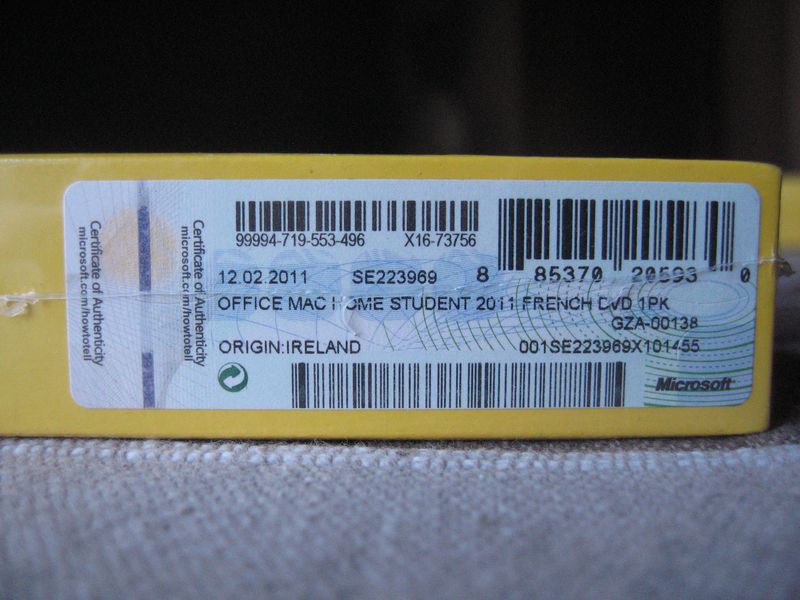 Certificate of Authenticity
microsoft.com/howtotell
Certificate of Authenticity
microsoft.com/howtotell
99994-719-553-496 X16-73756
12.02.2011 SE223969 8 85370 20593 0
OFFICE MAC HOME STUDENT 2011 FRENCH DVD 1PK
GZA-00138
ORIGIN:IRELAND 001SE223969X101455
Microsoft